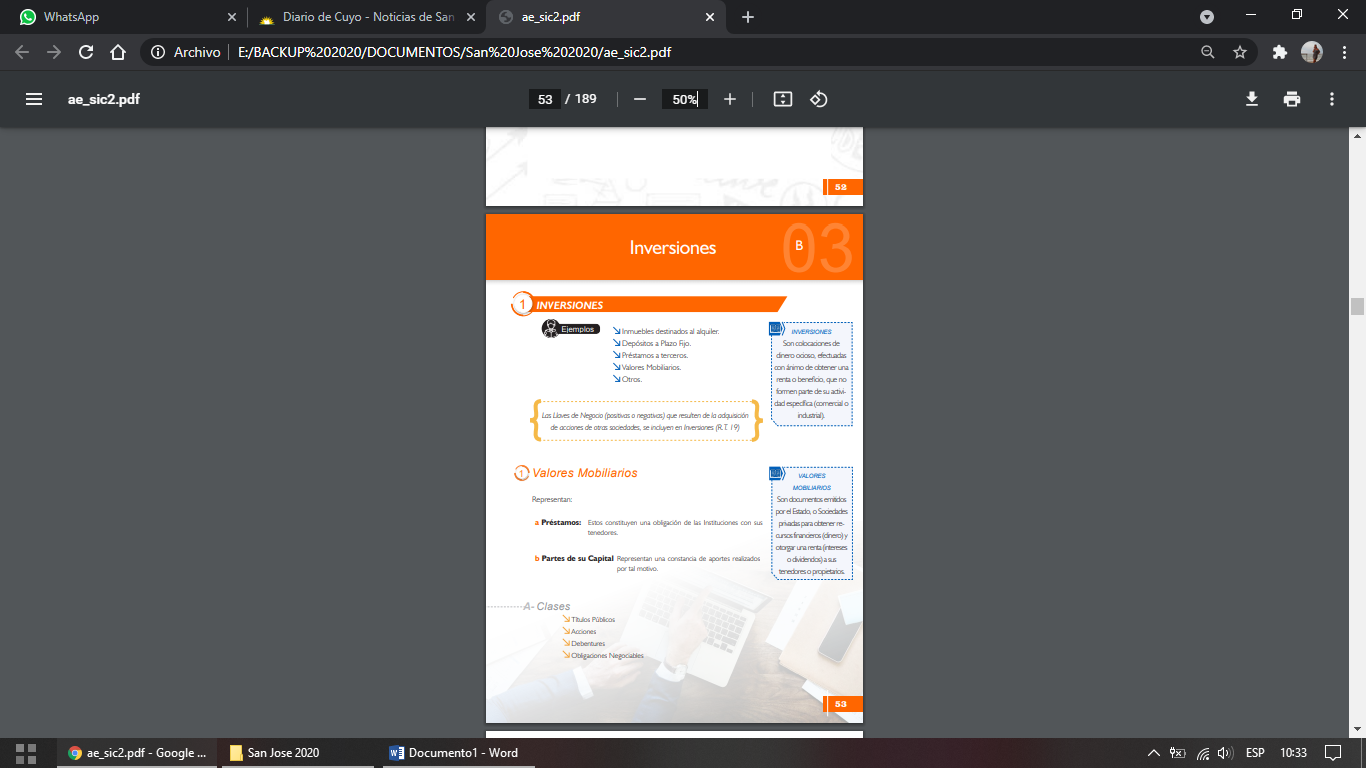 WhatsApp
Diario de Cuyo - Noticias de San
ae_sic2.pdf
Archivo
E:/BACKUP%202020/DOCUMENTOS/San%20Jose%202020/ae_sic2.pdf
ae_sic2.pdf
53 / 189
50%
52
Inversiones
B
03
1 INVERSIONES
Ejemplos
Inmuebles destinados al alquiler.
Depósitos a Plazo Fijo.
Préstamos a terceros.
Valores Mobiliarios.
Otros.
INVERSIONES
Son colocaciones de
dinero ocioso, efectuadas
con ánimo de obtener una
renta o beneficio, que no
formen parte de su activi-
dad específica (comercial o
industrial).
Las Llaves de Negocio (positivas o negativas) que resulten de la adquisición
de acciones de otras sociedades, se incluyen en Inversiones (R.T. 19)
1 Valores Mobiliarios
Representan:
a Préstamos: Estos constituyen una obligación de las Instituciones con sus
tenedores.
b Partes de su Capital Representan una constancia de aportes realizados
por tal motivo.
VALORES
MOBILIARIOS
Son documentos emitidos
por el Estado, o Sociedades
privadas para obtener re-
cursos financieros (dinero) y
otorgar una renta (intereses
o dividendos) a sus
tenedores o propietarios.
A- Clases
Títulos Públicos
Acciones
Debentures
Obligaciones Negociables
53
ae_sic2.pdf - Google ...
San Jose 2020
Documento1 - Word
ESP
10:33